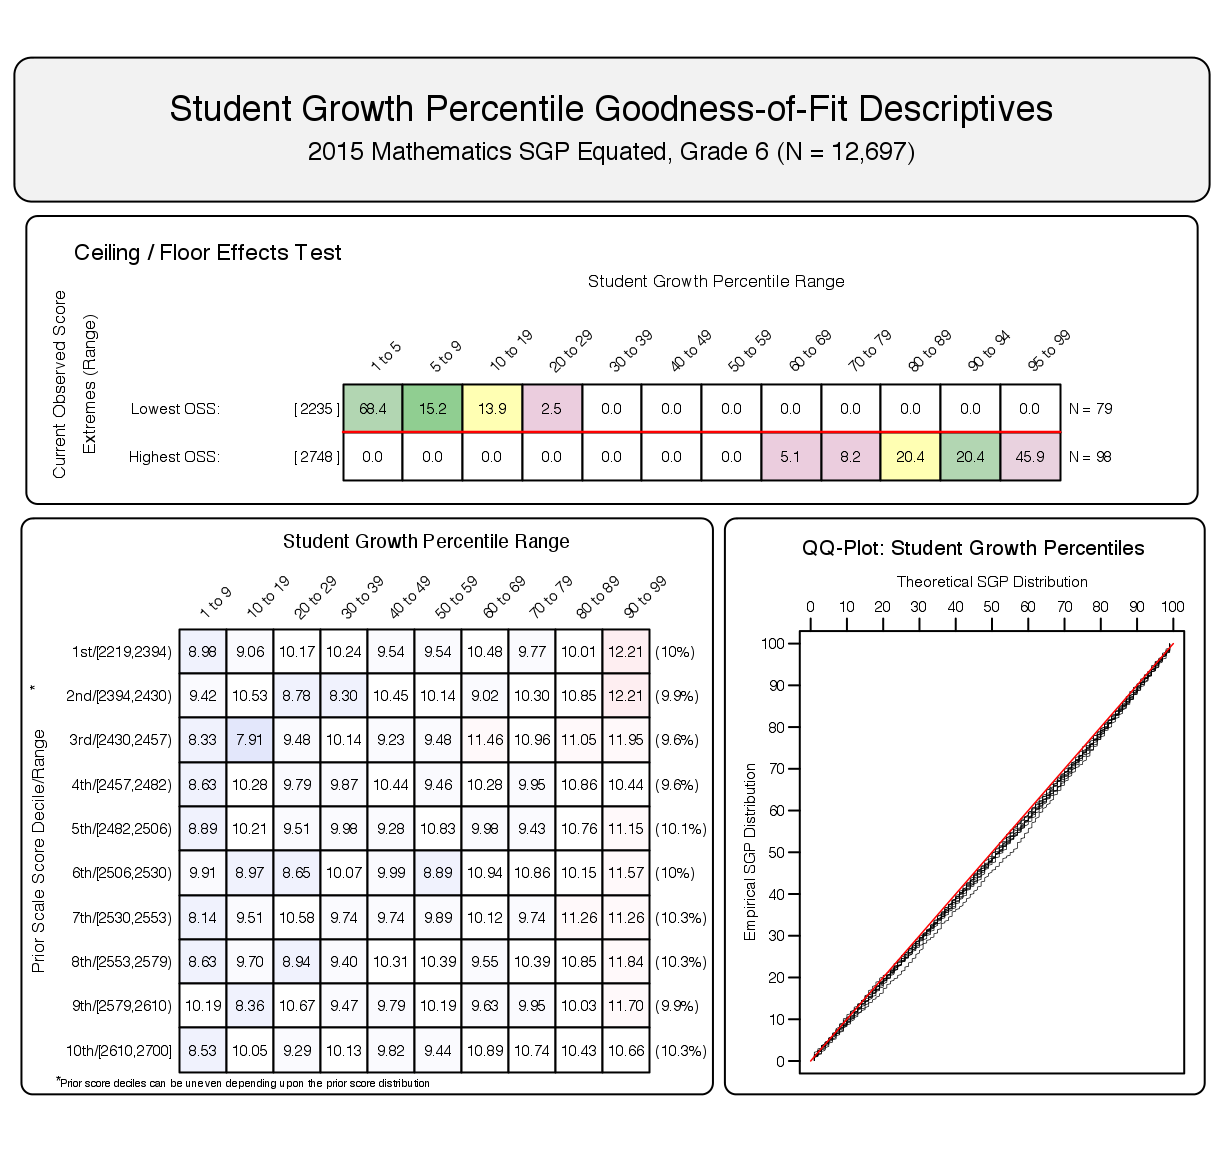 Student Growth Percentile Goodness-of-Fit Descriptives
2015 Mathematics SGP Equated, Grade 6 (N = 12,697)
Ceiling / Floor Effects Test
Student Growth Percentile Range
Current Observed Score
Extremes (Range)
1 to 5 5 to 9 10 to 19 20 to 29 30 to 39 40 to 49 50 to 59 60 to 69 70 to 79 80 to 89 90 to 94 95 to 99
Lowest OSS: [ 2235 ] 68.4 15.2 13.9 2.5 0.0 0.0 0.0 0.0 0.0 0.0 0.0 0.0 N = 79
Highest OSS: [ 2748 ] 0.0 0.0 0.0 0.0 0.0 0.0 0.0 5.1 8.2 20.4 20.4 45.9 N = 98
Student Growth Percentile Range
1 to 9 10 to 19 20 to 29 30 to 39 40 to 49 50 to 59 60 to 69 70 to 79 80 to 89 90 to 99
* Prior Scale Score Decile/Range
1st/[2219,2394) 8.98 9.06 10.17 10.24 9.54 9.54 10.48 9.77 10.01 12.21 (10%)
2nd/[2394,2430) 9.42 10.53 8.78 8.30 10.45 10.14 9.02 10.30 10.85 12.21 (9.9%)
3rd/[2430,2457) 8.33 7.91 9.48 10.14 9.23 9.48 11.46 10.96 11.05 11.95 (9.6%)
4th/[2457,2482) 8.63 10.28 9.79 9.87 10.44 9.46 10.28 9.95 10.86 10.44 (9.6%)
5th/[2482,2506) 8.89 10.21 9.51 9.98 9.28 10.83 9.98 9.43 10.76 11.15 (10.1%)
6th/[2506,2530) 9.91 8.97 8.65 10.07 9.99 8.89 10.94 10.86 10.15 11.57 (10%)
7th/[2530,2553) 8.14 9.51 10.58 9.74 9.74 9.89 10.12 9.74 11.26 11.26 (10.3%)
8th/[2553,2579) 8.63 9.70 8.94 9.40 10.31 10.39 9.55 10.39 10.85 11.84 (10.3%)
9th/[2579,2610) 10.19 8.36 10.67 9.47 9.79 10.19 9.63 9.95 10.03 11.70 (9.9%)
10th/[2610,2700] 8.53 10.05 9.29 10.13 9.82 9.44 10.89 10.74 10.43 10.66 (10.3%)
*Prior score deciles can be uneven depending upon the prior score distribution
QQ-Plot: Student Growth Percentiles
Theoretical SGP Distribution
0 10 20 30 40 50 60 70 80 90 100
Empirical SGP Distribution
100
90
80
70
60
50
40
30
20
10
0